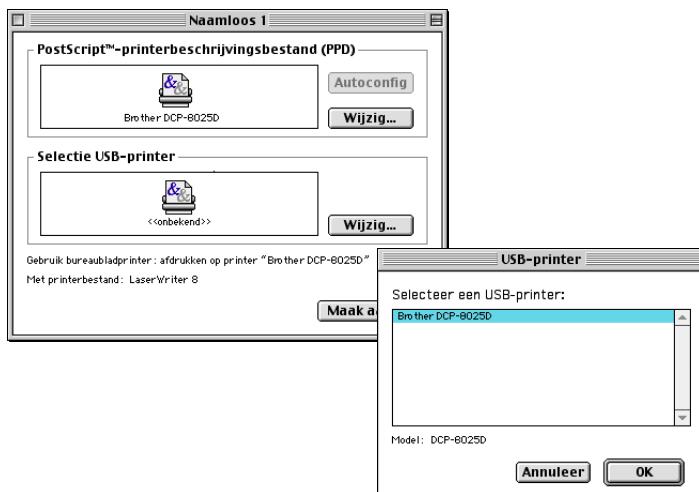 Naamloos 1
PostScript™-printerbeschrijvingsbestand (PPD)
Brother DCP-8025D
Autoconfig
Wijzig...
Selectie USB-printer
<<onbekend>>
Wijzig...
Gebruik bureaubladprinter: afdrukken op printer "Brother DCP-8025D"
Met printerbestand: LaserWriter 8
Maak aa
USB-printer
Selecteer een USB-printer:
Brother DCP-8025D
Model: DCP-8025D
Annuleer
OK